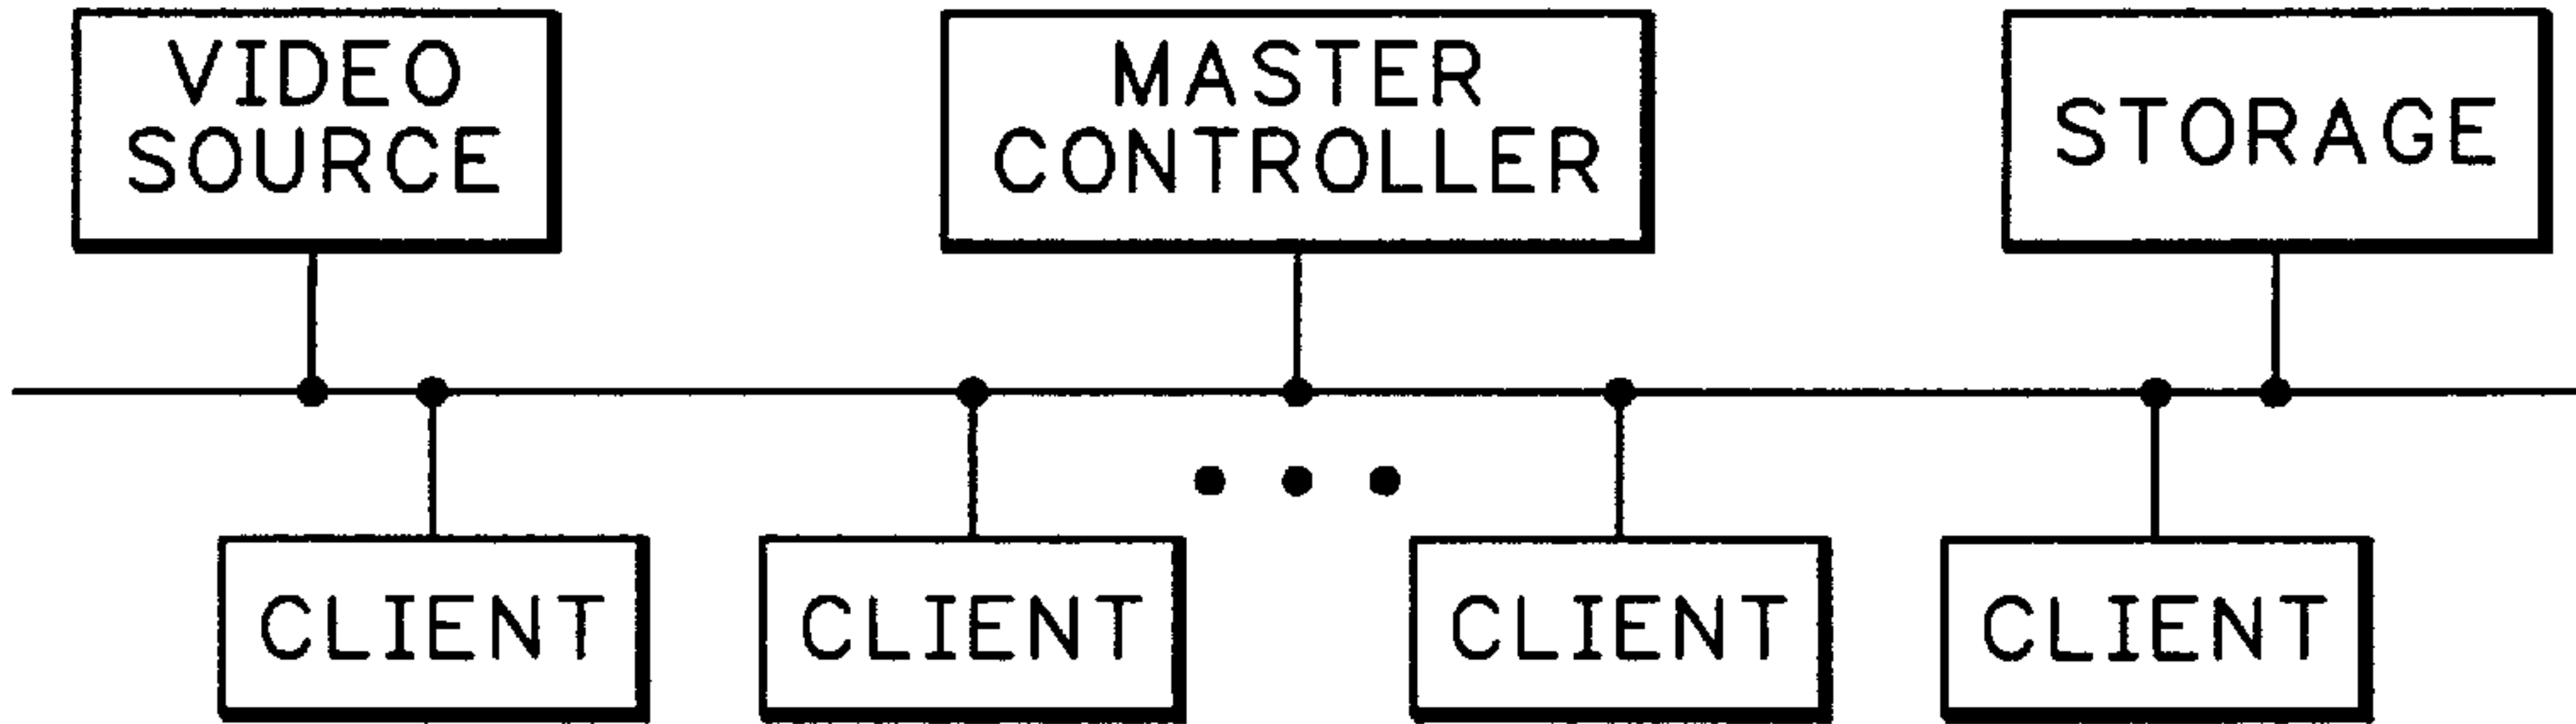 VIDEO
SOURCE
MASTER
CONTROLLER
STORAGE
CLIENT
CLIENT
CLIENT
CLIENT